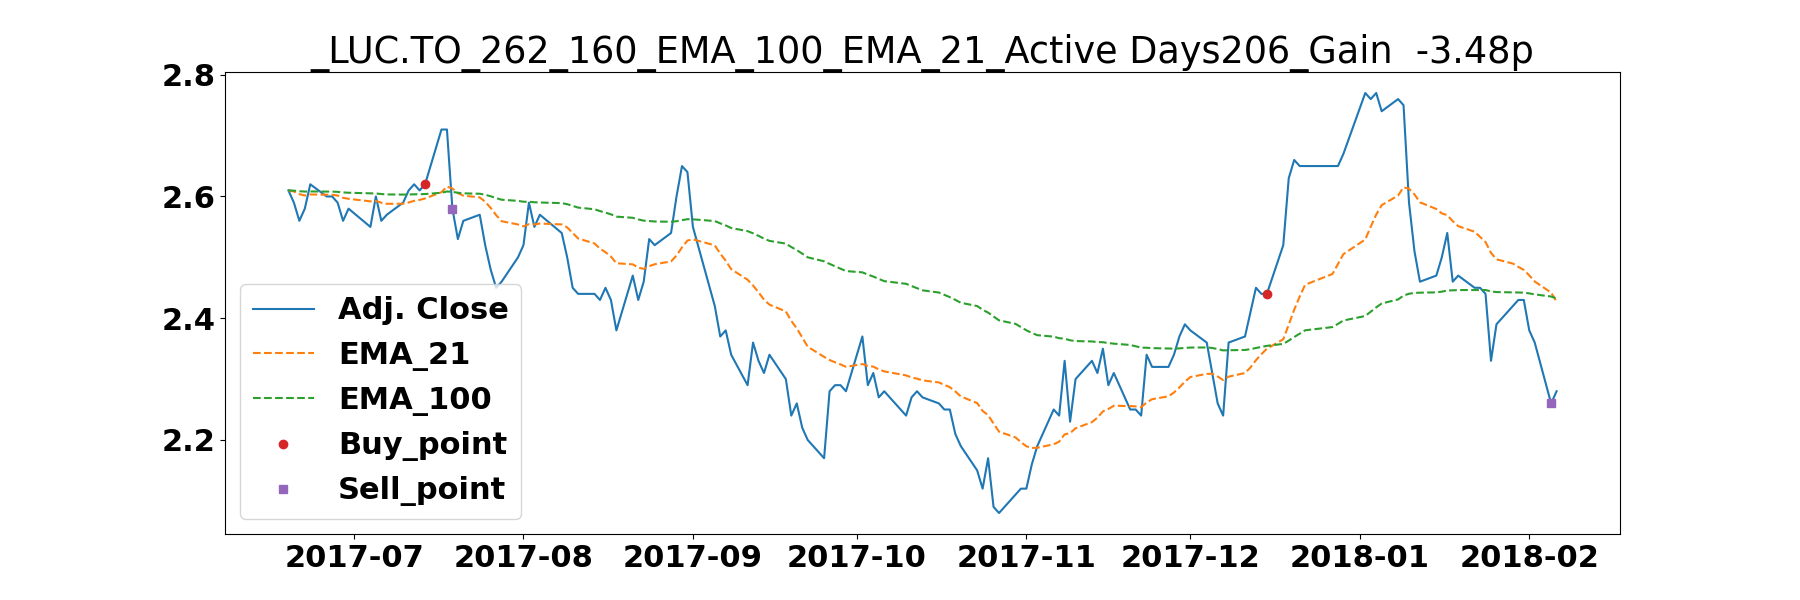 _LUC.TO_262_160_EMA_100_EMA_21_Active Days206_Gain  -3.48p
2.8
2.6
2.4
2.2
Adj. Close
EMA_21
EMA_100
Buy_point
Sell_point
2017-07 2017-08 2017-09 2017-10 2017-11 2017-12 2018-01 2018-02